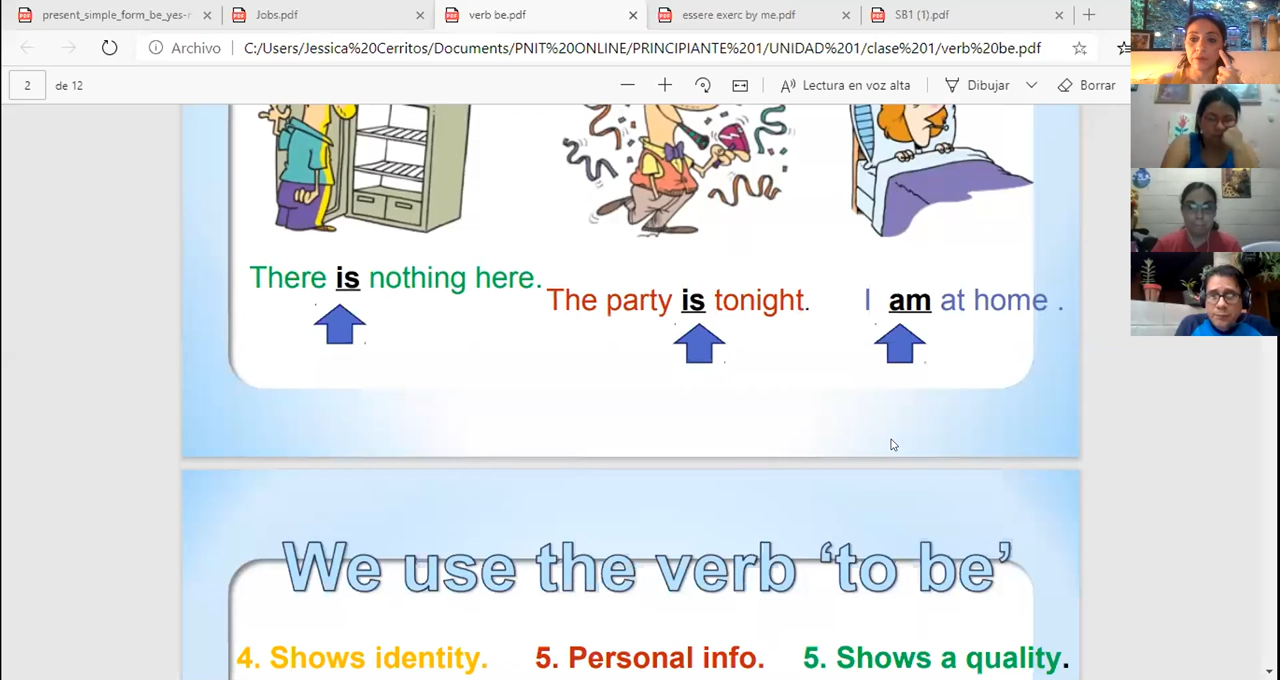 present_simple_form_be_yes-r
Jobs.pdf
verb be.pdf
essere exerc by me.pdf
SB1 (1).pdf
Archivo
C:/Users/Jessica%20Cerritos/Documents/PNIT%20ONLINE/PRINCIPIANTE%201/UNIDAD%201/clase%201/verb%20be.pdf
2 de 12
Lectura en voz alta
Dibujar
Borrar
There is nothing here.
The party is tonight.
I am at home .
We use the verb ‘to be’
4. Shows identity.
5. Personal info.
5. Shows a quality.